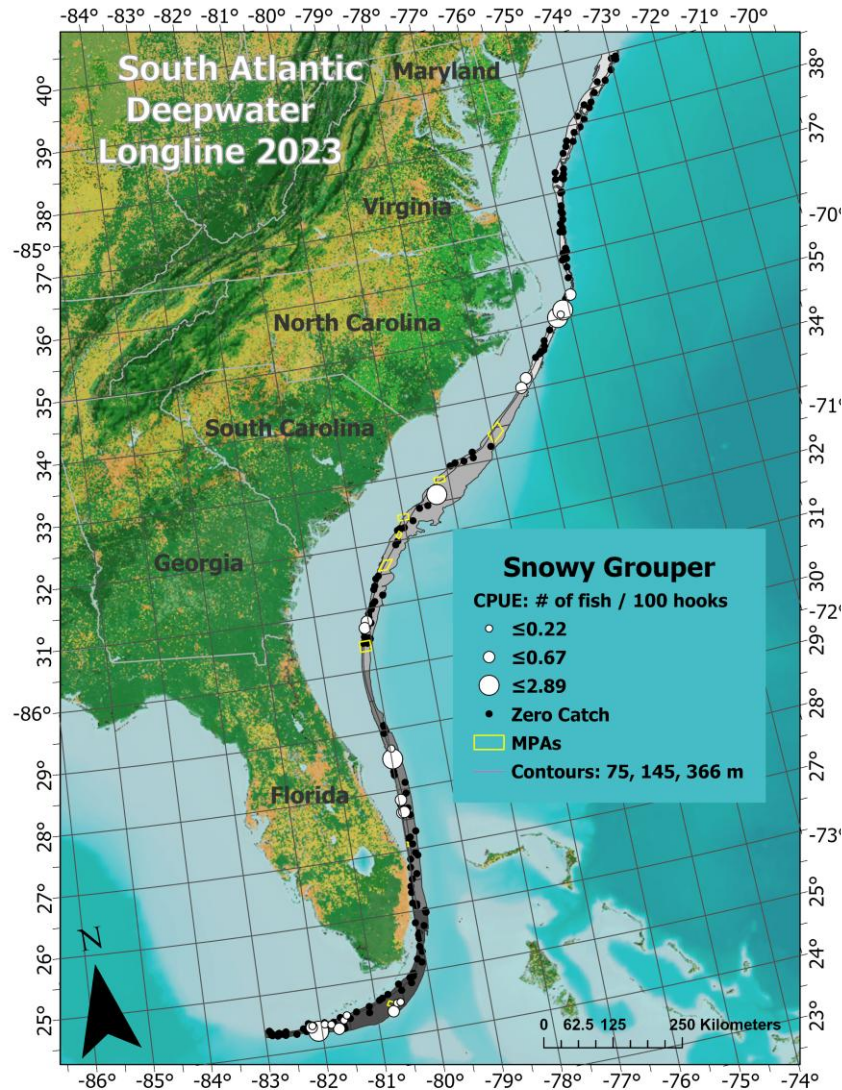 -84° -83° -82° -81° -80° -79° -78° -77° -76° -75° -74° -73° -72° -71° -70°
South Atlantic
Deepwater
Longline 2023
Maryland
Virginia
North Carolina
South Carolina
Georgia
Florida
40°
39°
38°
-85°
37°
36°
35°
34°
33°
32°
31°
-86°
29°
28°
27°
26°
25°
38°
37°
-70°
35°
34°
-71°
32°
31°
30°
-72°
29°
28°
27°
-73°
25°
24°
23°
Snowy Grouper
CPUE: # of fish / 100 hooks
≤0.22
≤0.67
≤2.89
Zero Catch
MPAs
Contours: 75, 145, 366 m
N
0 62.5 125 250 Kilometers
-86° -85° -84° -83° -82° -81° -80° -79° -78° -77° -76° -75° -74°